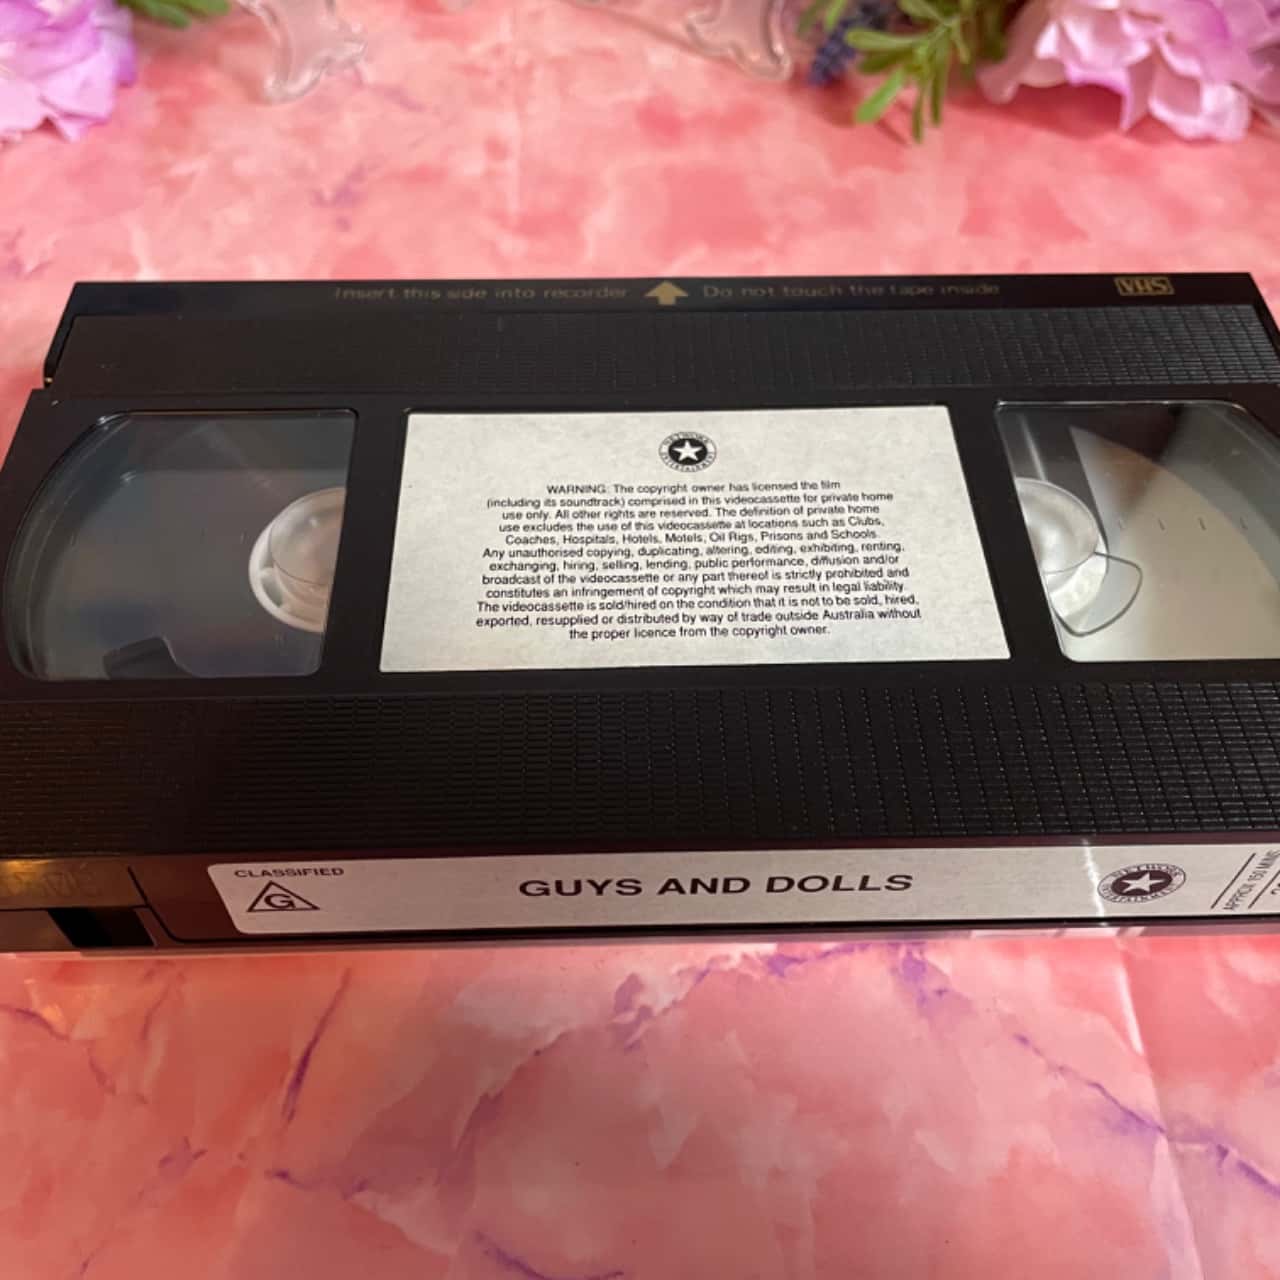 Insert this side into recorder Do not touch the tape inside VHS
NETWORK ENTERTAINMENT
WARNING: The copyright owner has licensed the film
(including its soundtrack) comprised in this videocassette for private home
use only. All other rights are reserved. The definition of private home
use excludes the use of this videocassette at locations such as Clubs,
Coaches, Hospitals, Hotels, Motels, Oil Rigs, Prisons and Schools.
Any unauthorised copying, duplicating, altering, editing, exhibiting, renting,
exchanging, hiring, selling, lending, public performance, diffusion and/or
broadcast of the videocassette or any part thereof is strictly prohibited and
constitutes an infringement of copyright which may result in legal liability.
The videocassette is sold/hired on the condition that it is not to be sold, hired,
exported, resupplied or distributed by way of trade outside Australia without
the proper licence from the copyright owner.
CLASSIFIED
G
GUYS AND DOLLS
NETWORK ENTERTAINMENT
APPROX 150 MINS